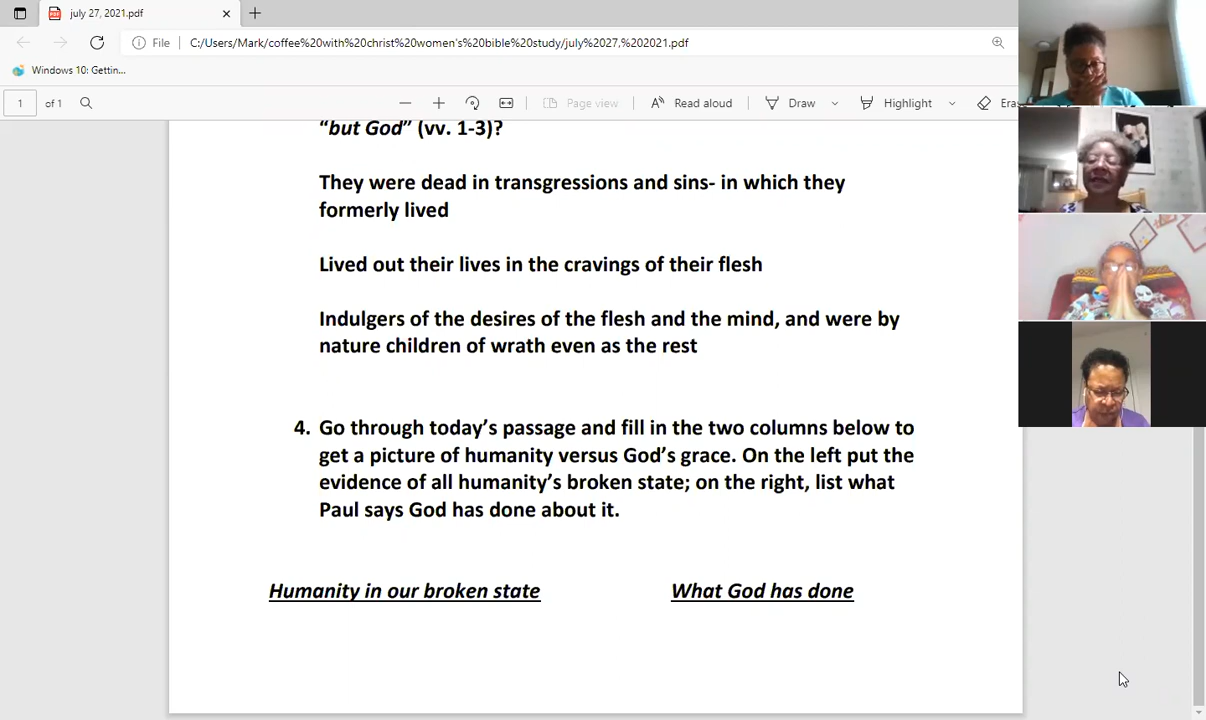 july 27, 2021.pdf
File C:/Users/Mark/coffee%20with%20christ%20women's%20bible%20study/july%2027,%202021.pdf
Windows 10: Gettin...
1 of 1 Page view Read aloud Draw Highlight Eras
"but God" (vv. 1-3)?
They were dead in transgressions and sins- in which they
formerly lived
Lived out their lives in the cravings of their flesh
Indulgers of the desires of the flesh and the mind, and were by
nature children of wrath even as the rest
4. Go through today's passage and fill in the two columns below to
get a picture of humanity versus God's grace. On the left put the
evidence of all humanity's broken state; on the right, list what
Paul says God has done about it.
Humanity in our broken state What God has done